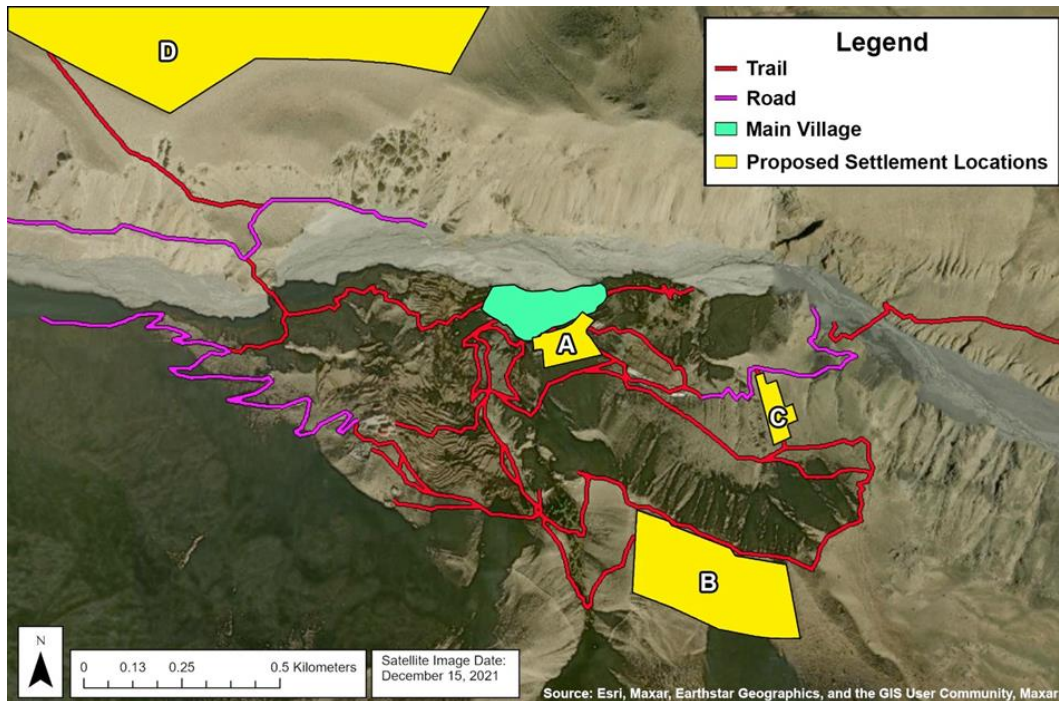 D
Legend
Trail
Road
Main Village
Proposed Settlement Locations
A
C
B
N
0 0.13 0.25 0.5 Kilometers
Satellite Image Date:
December 15, 2021
Source: Esri, Maxar, Earthstar Geographics, and the GIS User Community, Maxar